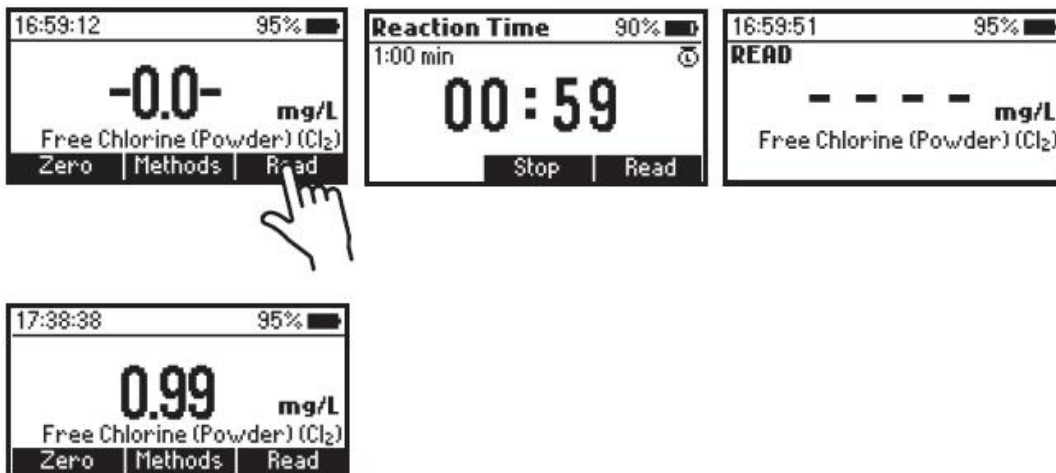 16:59:12 95%
-0.0- mg/L
Free Chlorine (Powder) (Cl₂)
Zero Methods Read
Reaction Time 90%
1:00 min
00:59
Stop Read
16:59:51 95%
READ
- - - - mg/L
Free Chlorine (Powder) (Cl₂)
17:38:38 95%
0.99 mg/L
Free Chlorine (Powder) (Cl₂)
Zero Methods Read